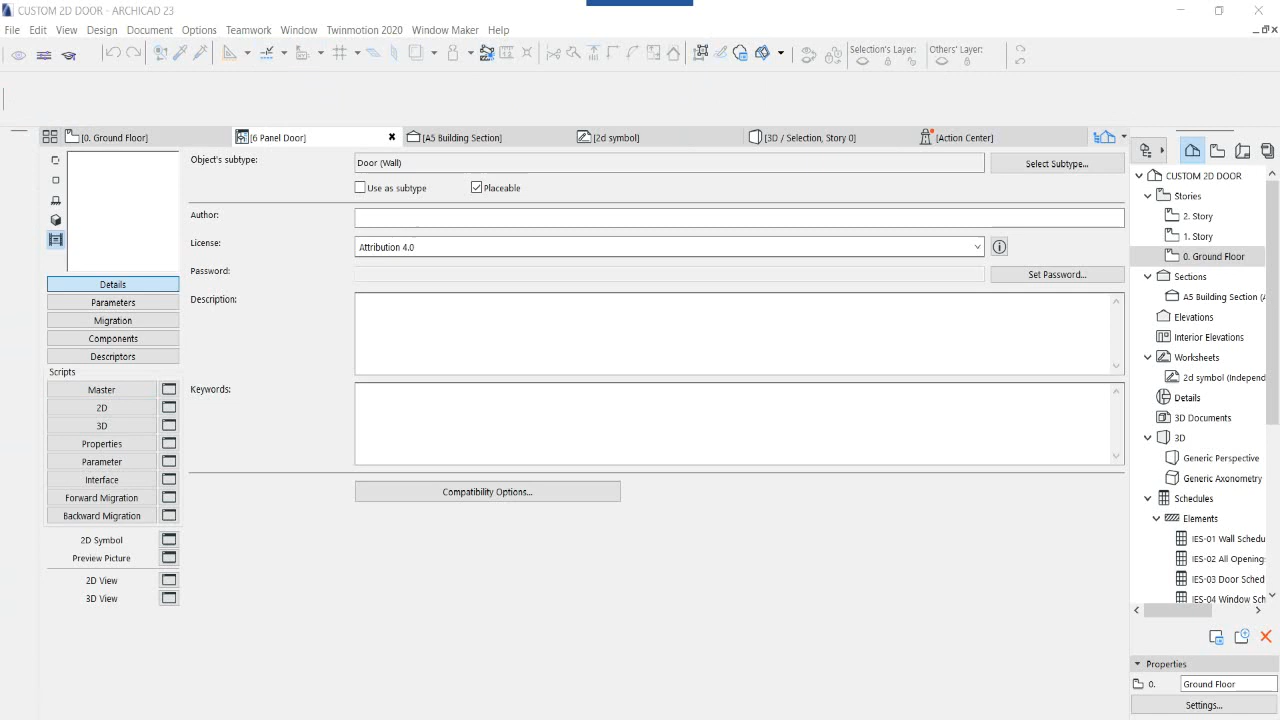 CUSTOM 2D DOOR - ARCHICAD 23
File Edit View Design Document Options Teamwork Window Twinmotion 2020 Window Maker Help
Selection's Layer:
Others' Layer:
[0. Ground Floor]
[6 Panel Door]
[A5 Building Section]
[2d symbol]
[3D / Selection, Story 0]
[Action Center]
Object's subtype:
Door (Wall)
Select Subtype...
Use as subtype
Placeable
Author:
License:
Attribution 4.0
Password:
Set Password...
Description:
Keywords:
Compatibility Options...
Details
Parameters
Migration
Components
Descriptors
Scripts
Master
2D
3D
Properties
Parameter
Interface
Forward Migration
Backward Migration
2D Symbol
Preview Picture
2D View
3D View
CUSTOM 2D DOOR
Stories
2. Story
1. Story
0. Ground Floor
Sections
A5 Building Section (A
Elevations
Interior Elevations
Worksheets
2d symbol (Independ
Details
3D Documents
3D
Generic Perspective
Generic Axonometry
Schedules
Elements
IES-01 Wall Schedu
IES-02 All Opening
IES-03 Door Sched
IES-04 Window Sch
Properties
0.
Ground Floor
Settings...